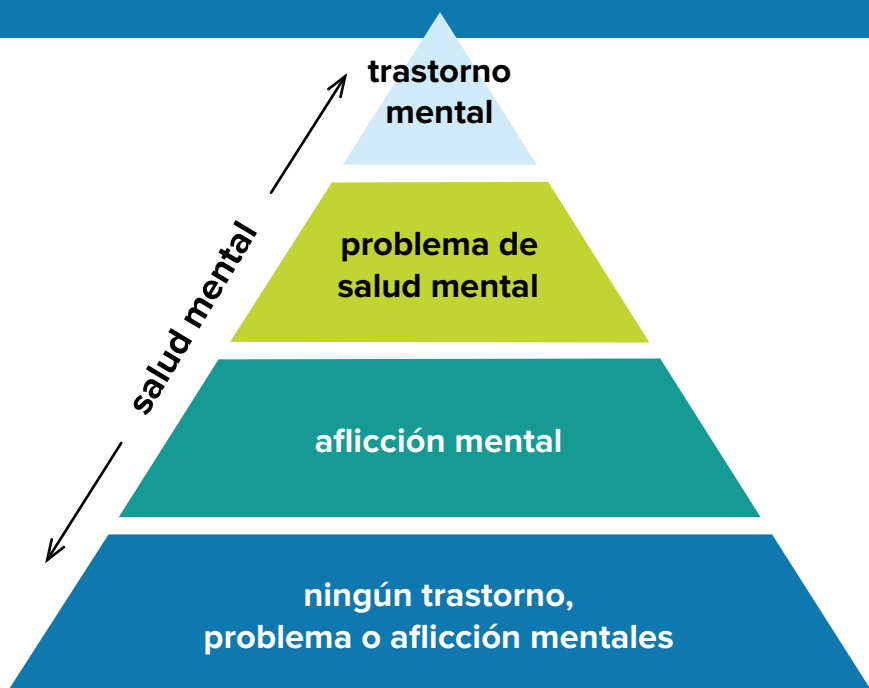 trastorno
mental
salud mental
problema de
salud mental
aflicción mental
ningún trastorno,
problema o aflicción mentales